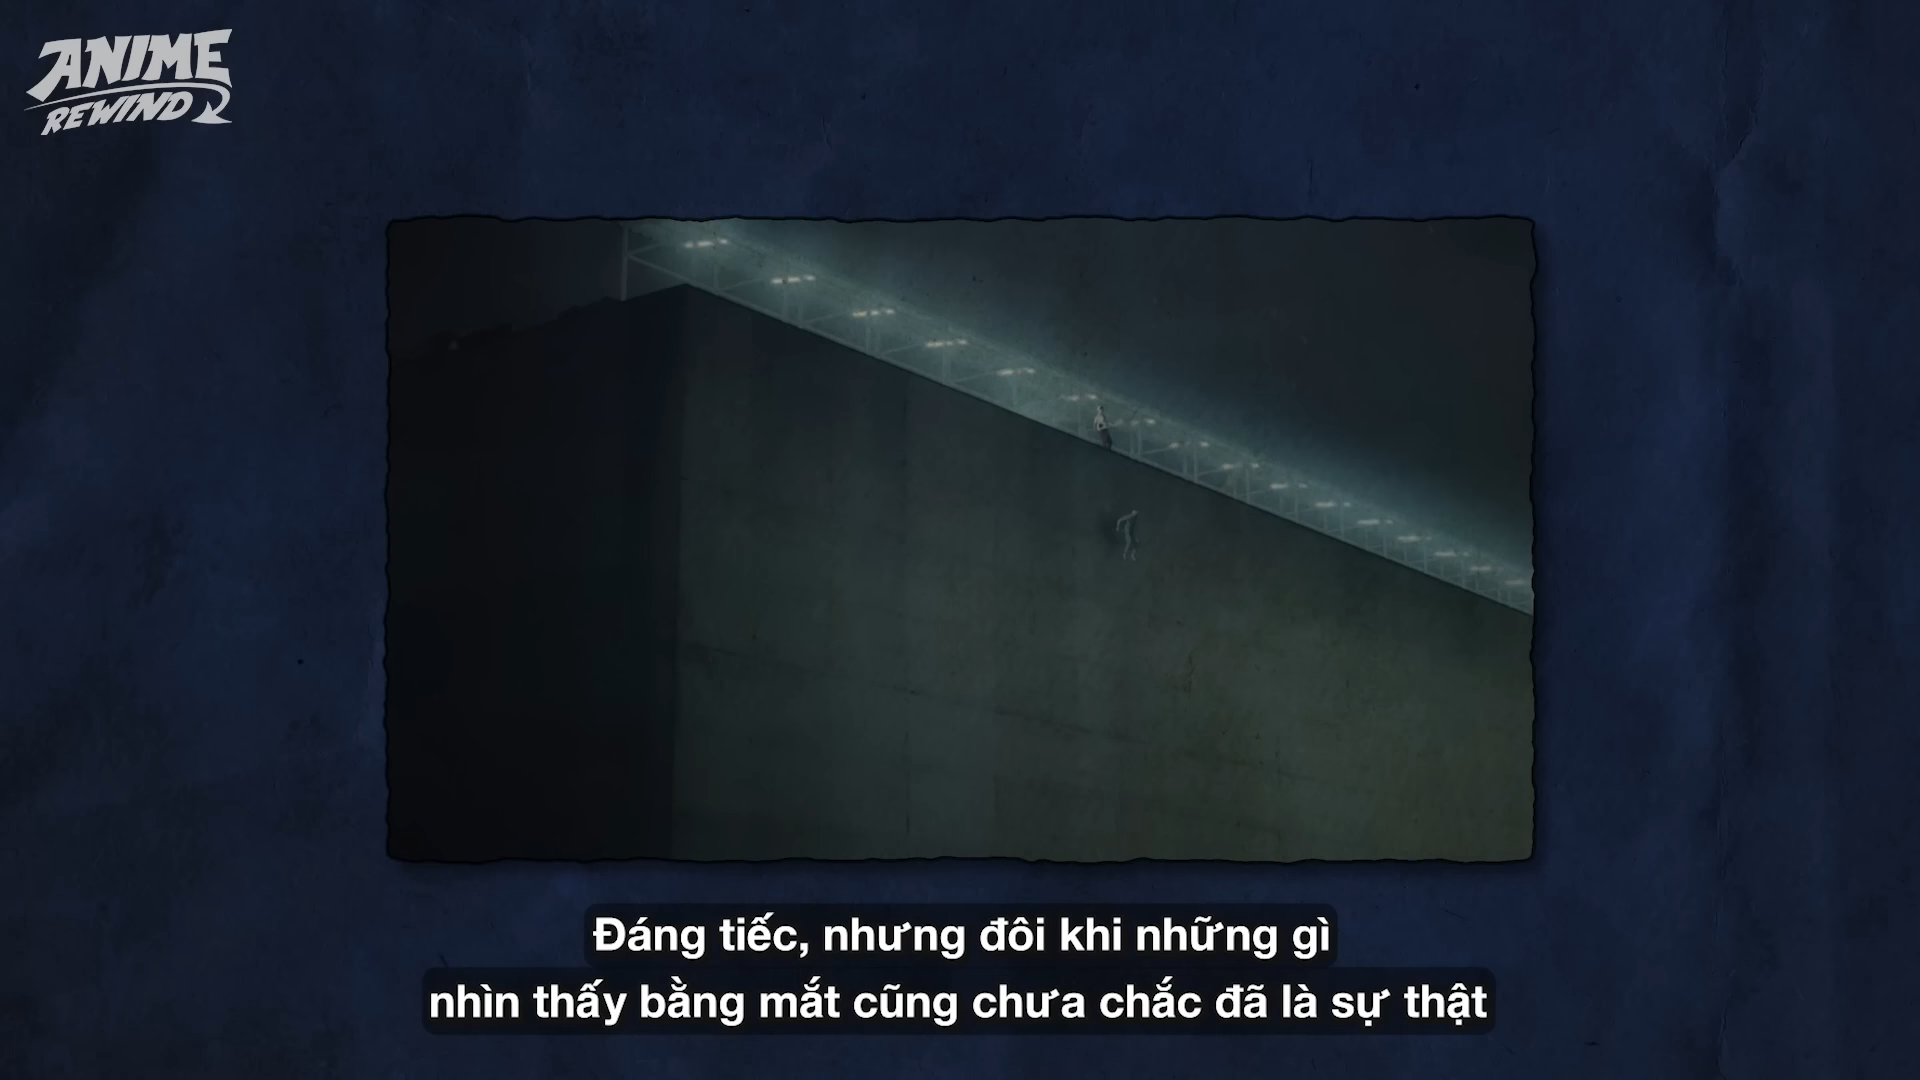 ANIME
REWIND
Đáng tiếc, nhưng đôi khi những gì
nhìn thấy bằng mắt cũng chưa chắc đã là sự thật